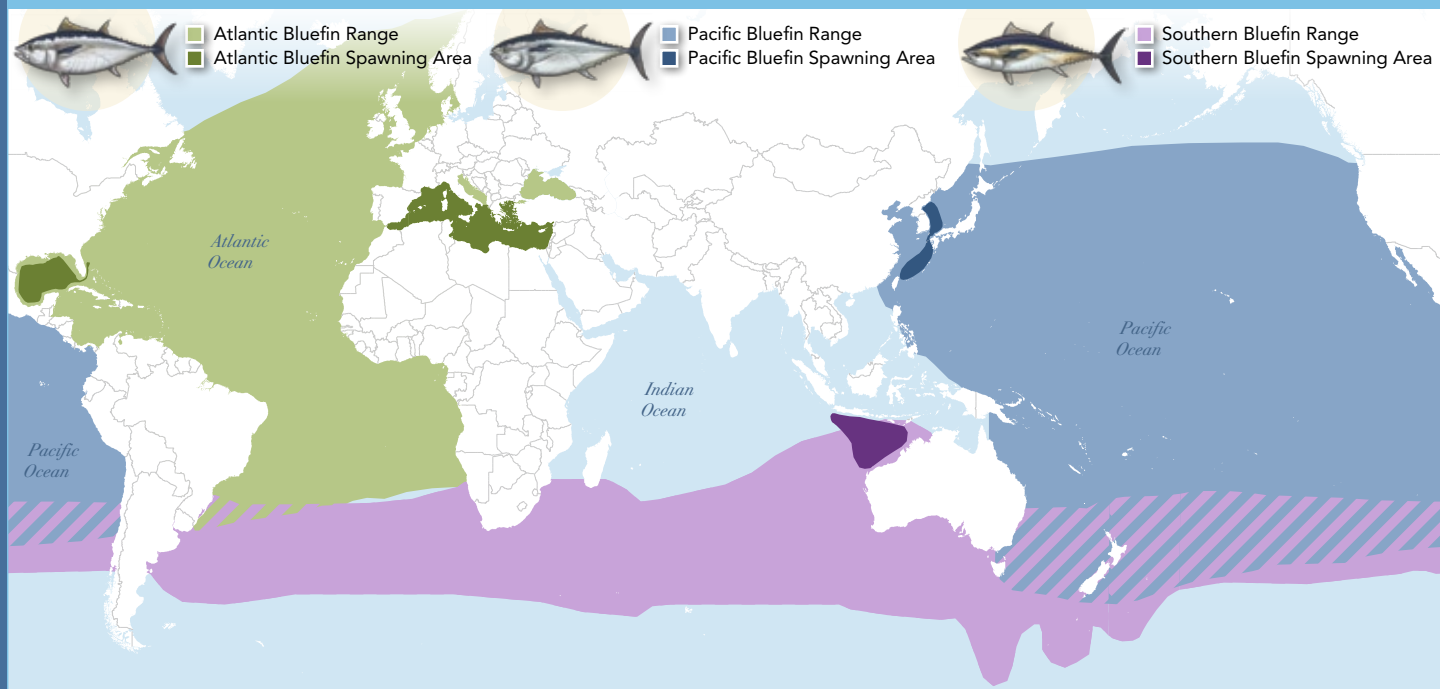 Atlantic Bluefin Range
Atlantic Bluefin Spawning Area
Pacific Bluefin Range
Pacific Bluefin Spawning Area
Southern Bluefin Range
Southern Bluefin Spawning Area
Atlantic
Ocean
Pacific
Ocean
Indian
Ocean
Pacific
Ocean